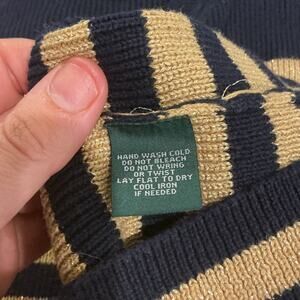 HAND WASH COLD
DO NOT BLEACH
DO NOT WRING
OR TWIST
LAY FLAT TO DRY
COOL IRON
IF NEEDED